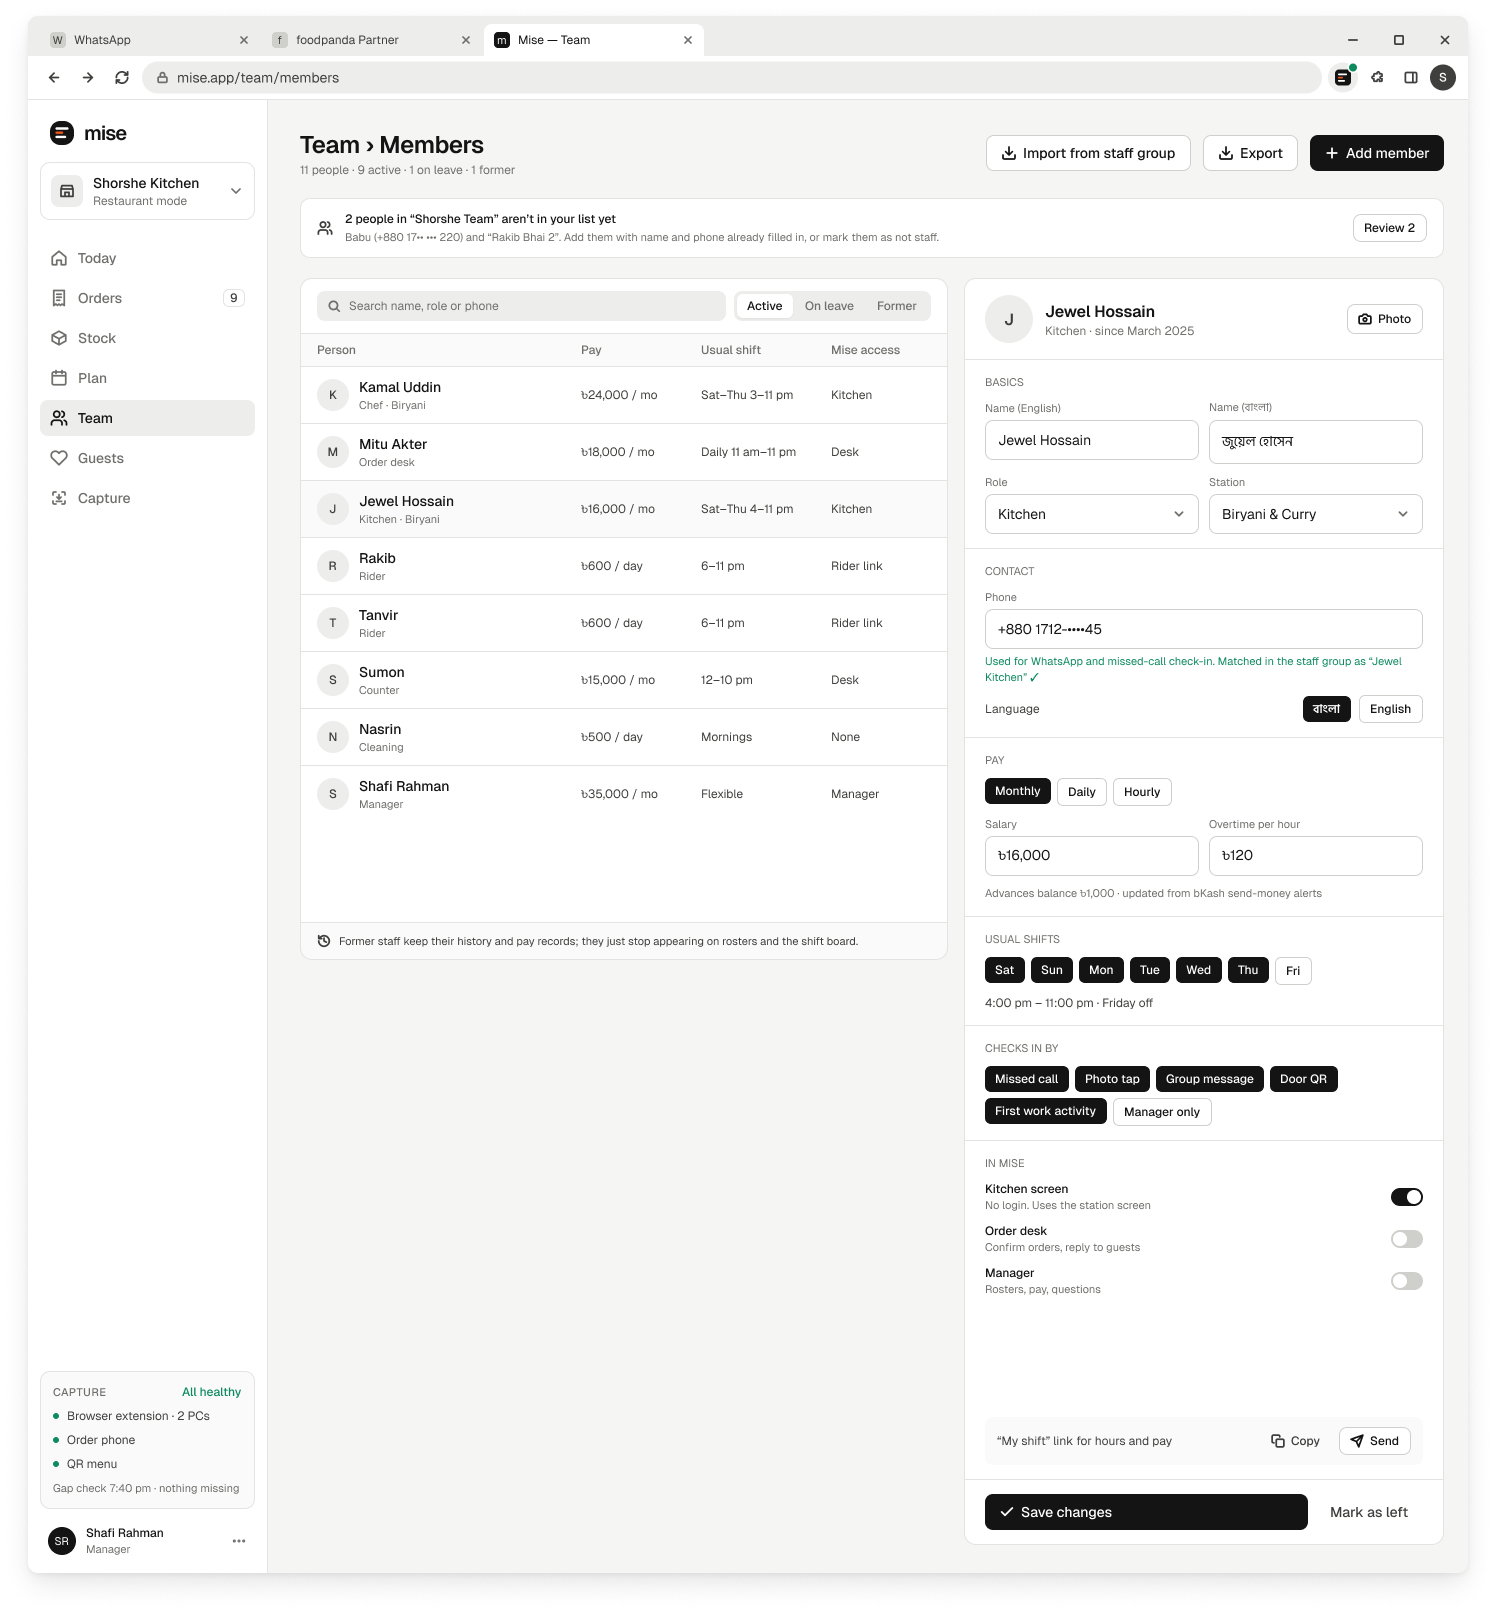 W WhatsApp
f foodpanda Partner
m Mise — Team
mise.app/team/members
S
mise
Shorshe Kitchen
Restaurant mode
Today
Orders 9
Stock
Plan
Team
Guests
Capture
CAPTURE All healthy
Browser extension · 2 PCs
Order phone
QR menu
Gap check 7:40 pm · nothing missing
SR Shafi Rahman
Manager
Team › Members
11 people · 9 active · 1 on leave · 1 former
Import from staff group
Export
Add member
2 people in “Shorshe Team” aren’t in your list yet
Babu (+880 17•• ••• 220) and “Rakib Bhai 2”. Add them with name and phone already filled in, or mark them as not staff.
Review 2
Search name, role or phone
Active On leave Former
Person Pay Usual shift Mise access
K Kamal Uddin ৳24,000 / mo Sat–Thu 3–11 pm Kitchen
Chef · Biryani
M Mitu Akter ৳18,000 / mo Daily 11 am–11 pm Desk
Order desk
J Jewel Hossain ৳16,000 / mo Sat–Thu 4–11 pm Kitchen
Kitchen · Biryani
R Rakib ৳600 / day 6–11 pm Rider link
Rider
T Tanvir ৳600 / day 6–11 pm Rider link
Rider
S Sumon ৳15,000 / mo 12–10 pm Desk
Counter
N Nasrin ৳500 / day Mornings None
Cleaning
S Shafi Rahman ৳35,000 / mo Flexible Manager
Manager
Former staff keep their history and pay records; they just stop appearing on rosters and the shift board.
J Jewel Hossain
Kitchen · since March 2025
Photo
BASICS
Name (English) Name (বাংলা)
Jewel Hossain জুয়েল হোসেন
Role Station
Kitchen Biryani & Curry
CONTACT
Phone
+880 1712-••••45
Used for WhatsApp and missed-call check-in. Matched in the staff group as “Jewel
Kitchen” ✓
Language বাংলা English
PAY
Monthly Daily Hourly
Salary Overtime per hour
৳16,000 ৳120
Advances balance ৳1,000 · updated from bKash send-money alerts
USUAL SHIFTS
Sat Sun Mon Tue Wed Thu Fri
4:00 pm – 11:00 pm · Friday off
CHECKS IN BY
Missed call Photo tap Group message Door QR
First work activity Manager only
IN MISE
Kitchen screen
No login. Uses the station screen
Order desk
Confirm orders, reply to guests
Manager
Rosters, pay, questions
“My shift” link for hours and pay Copy Send
Save changes Mark as left